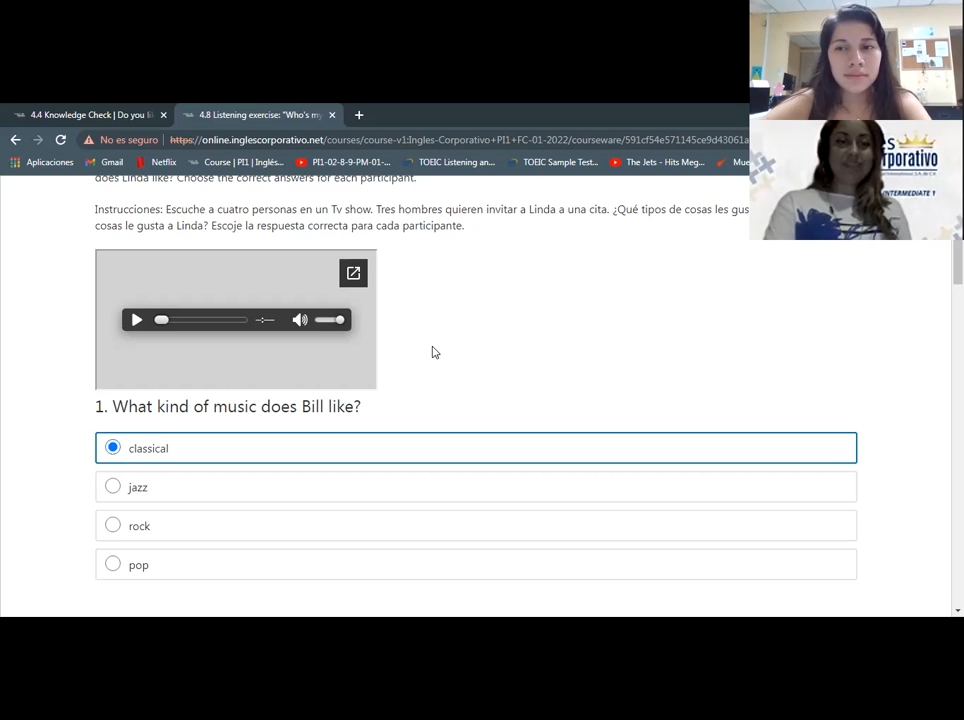 4.4 Knowledge Check | Do you li
4.8 Listening exercise: "Who's my
No es seguro
https://online.inglescorporativo.net/courses/course-v1:Ingles-Corporativo+PI1+FC-01-2022/courseware/591cf54e571145ce9d43061a
Aplicaciones
Gmail
Netflix
Course | PI1 | Inglés...
PI1-02-8-9-PM-01-...
TOEIC Listening an...
TOEIC Sample Test...
The Jets - Hits Meg...
Mue
does Linda like? Choose the correct answers for each participant.
Instrucciones: Escuche a cuatro personas en un Tv show. Tres hombres quieren invitar a Linda a una cita. ¿Qué tipos de cosas les gus
cosas le gusta a Linda? Escoje la respuesta correcta para cada participante.
-:--
1. What kind of music does Bill like?
classical
jazz
rock
pop
S
rporativo
INTERMEDIATE 1